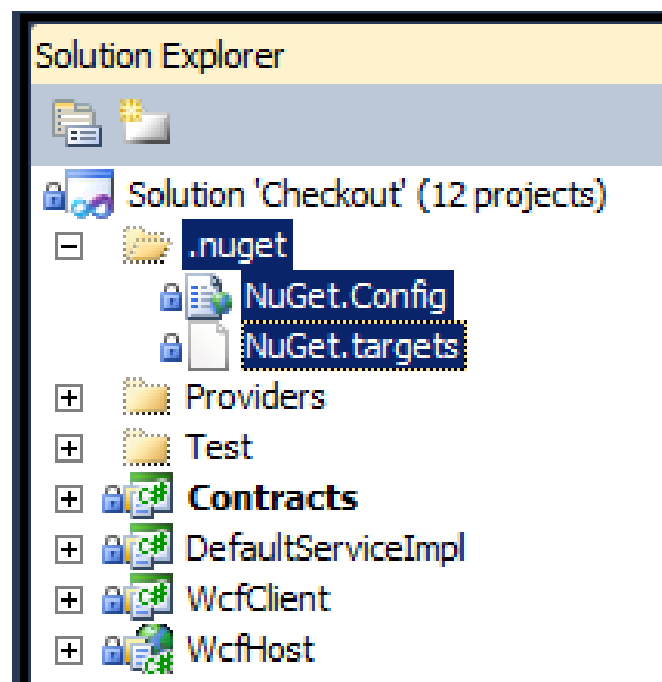 Solution Explorer
Solution 'Checkout' (12 projects)
.nuget
NuGet.Config
NuGet.targets
Providers
Test
Contracts
DefaultServiceImpl
WcfClient
WcfHost